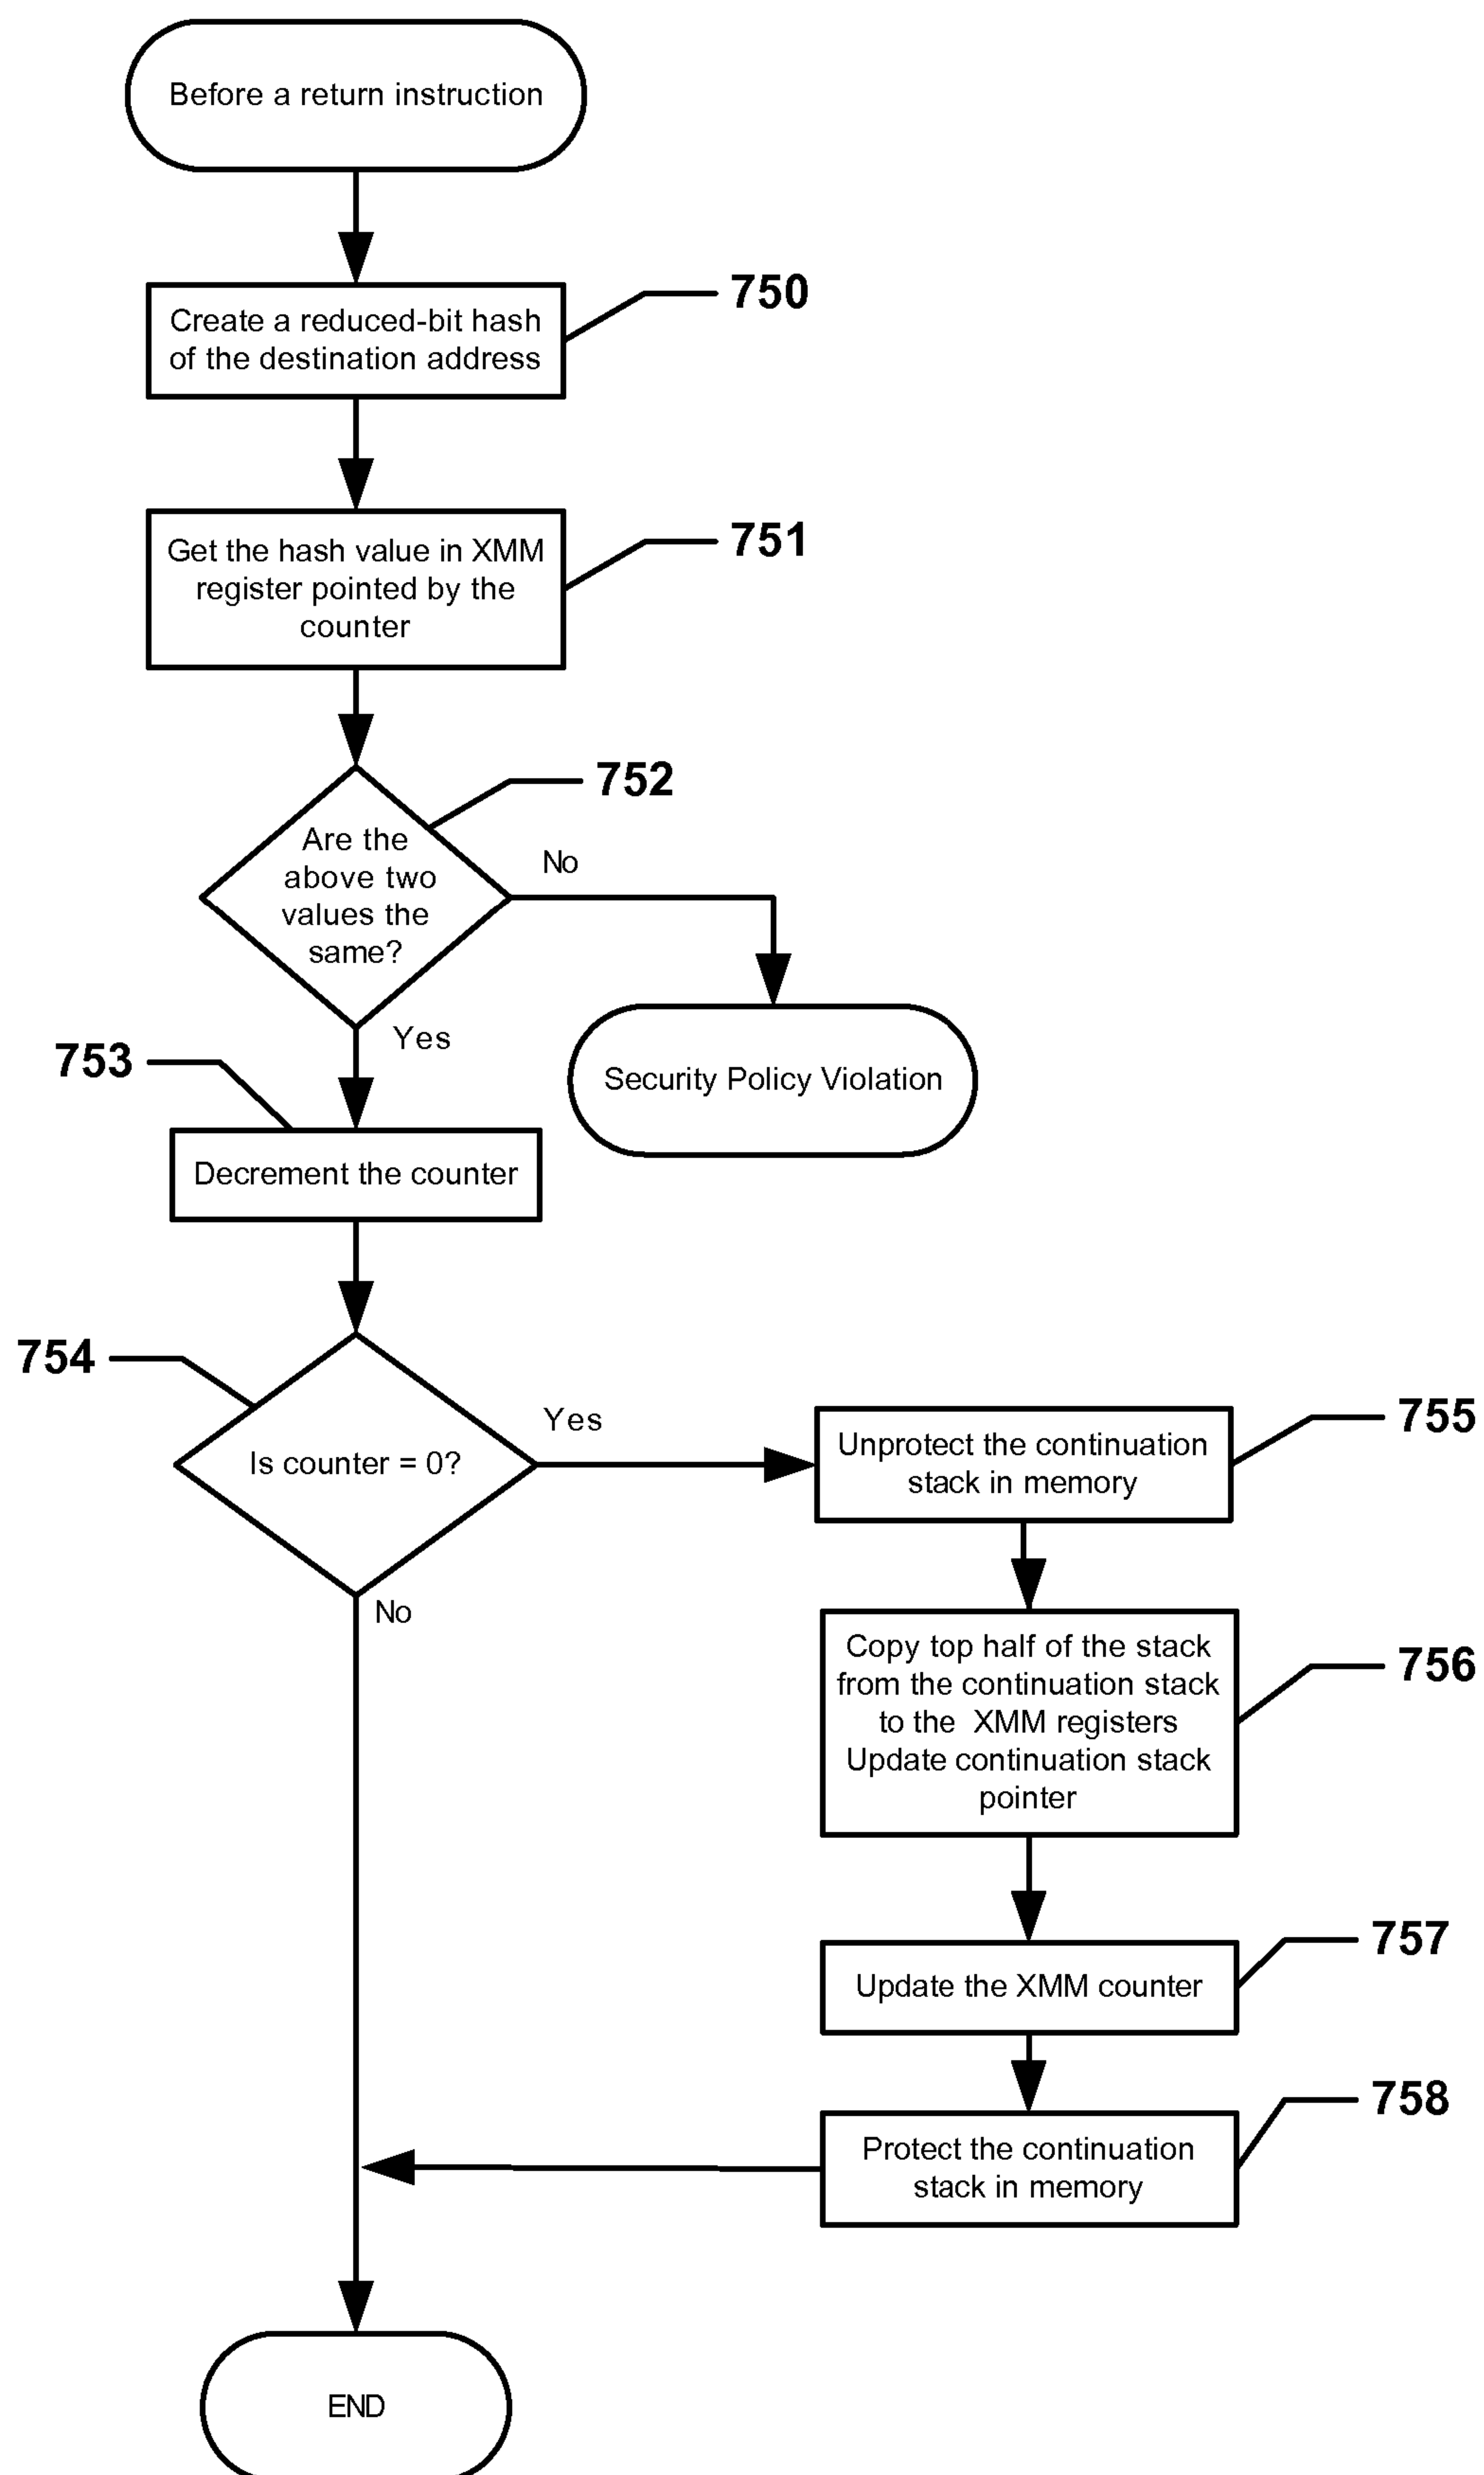 Before a return instruction
750
Create a reduced-bit hash
of the destination address
751
Get the hash value in XMM
register pointed by the
counter
752
Are the
above two
values the
same?
No
Yes
Security Policy Violation
753
Decrement the counter
754
Is counter = 0?
Yes
No
755
Unprotect the continuation
stack in memory
756
Copy top half of the stack
from the continuation stack
to the XMM registers
Update continuation stack
pointer
757
Update the XMM counter
758
Protect the continuation
stack in memory
END